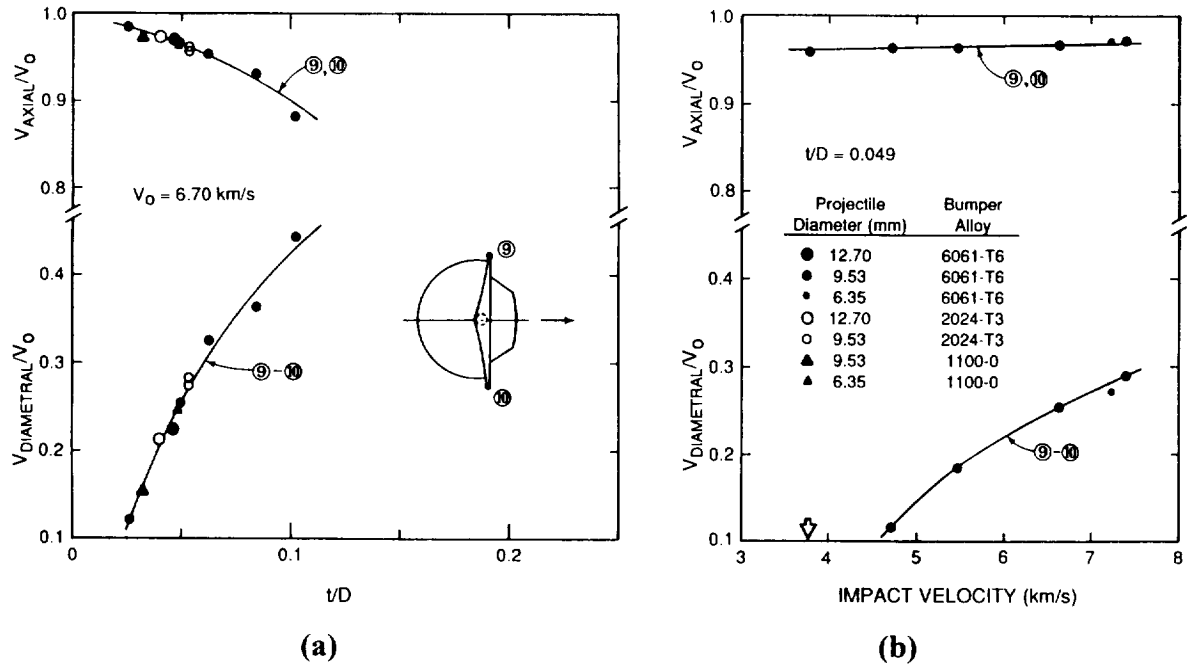 1.0
0.9
0.8
V_AXIAL/V_O
⑨,⑩
V_O = 6.70 km/s
0.4
0.3
0.2
0.1
V_DIAMETRAL/V_O
⑨
⑨ – ⑩
⑩
0
0.1
0.2
t/D
(a)
1.0
0.9
0.8
V_AXIAL/V_O
⑨,⑩
t/D = 0.049
Projectile Bumper
Diameter (mm) Alloy
12.70 6061-T6
9.53 6061-T6
6.35 6061-T6
12.70 2024-T3
9.53 2024-T3
9.53 1100-0
6.35 1100-0
0.4
0.3
0.2
0.1
V_DIAMETRAL/V_O
⑨–⑩
3 4 5 6 7 8
IMPACT VELOCITY (km/s)
(b)